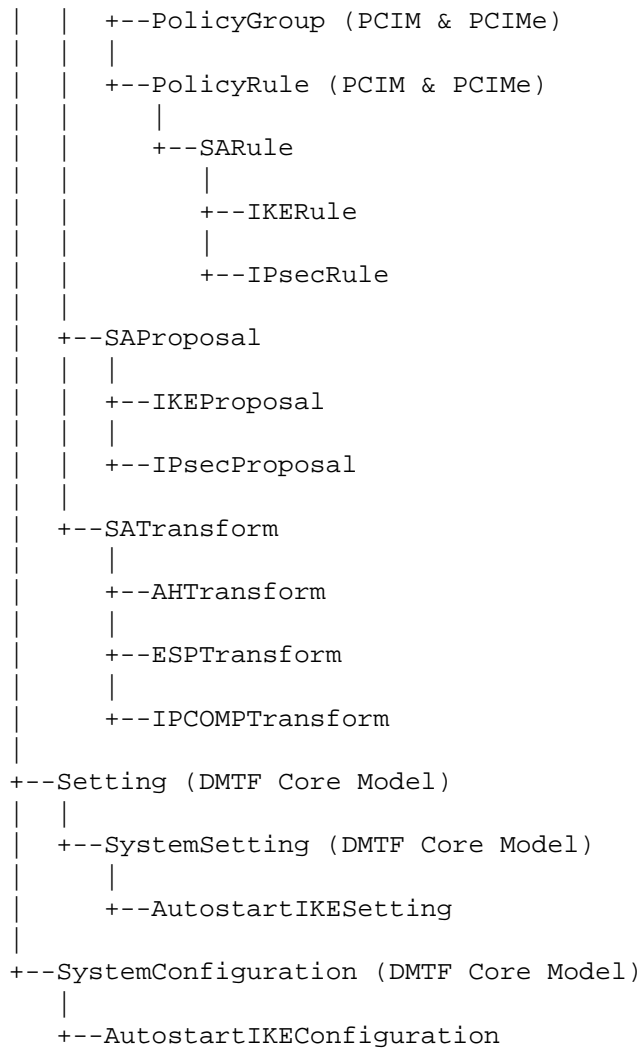 |   |   +--PolicyGroup (PCIM & PCIMe)
|   |   |
|   |   +--PolicyRule (PCIM & PCIMe)
|   |      |
|   |      +--SARule
|   |         |
|   |         +--IKERule
|   |         |
|   |         +--IPsecRule
|   |
|   +--SAProposal
|   |   |
|   |   +--IKEProposal
|   |   |
|   |   +--IPsecProposal
|   |
|   +--SATransform
|       |
|       +--AHTransform
|       |
|       +--ESPTransform
|       |
|       +--IPCOMPTransform
|
+--Setting (DMTF Core Model)
|   |
|   +--SystemSetting (DMTF Core Model)
|       |
|       +--AutostartIKESetting
|
+--SystemConfiguration (DMTF Core Model)
    |
    +--AutostartIKEConfiguration